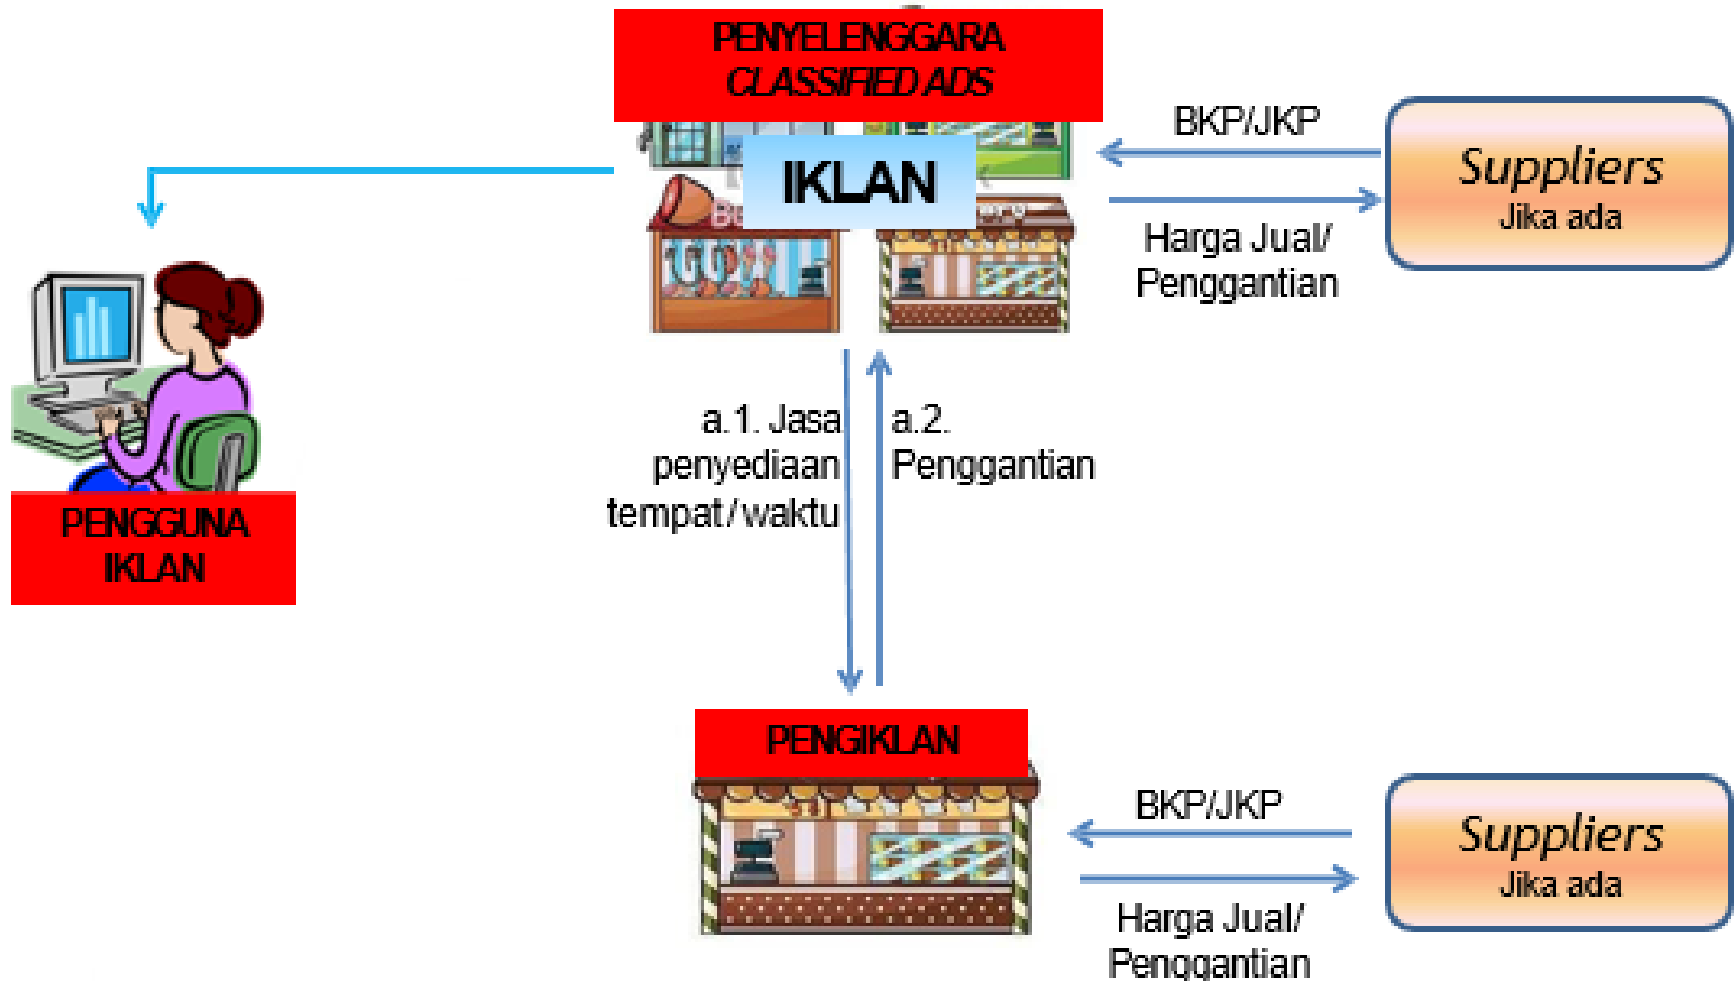 PENYELENGGARA
CLASSIFIED ADS
IKLAN
BKP/JKP
Harga Jual/
Penggantian
Suppliers
Jika ada
PENGGUNA
IKLAN
a.1. Jasa
penyediaan
tempat/waktu
a.2.
Penggantian
PENGIKLAN
BKP/JKP
Harga Jual/
Penggantian
Suppliers
Jika ada